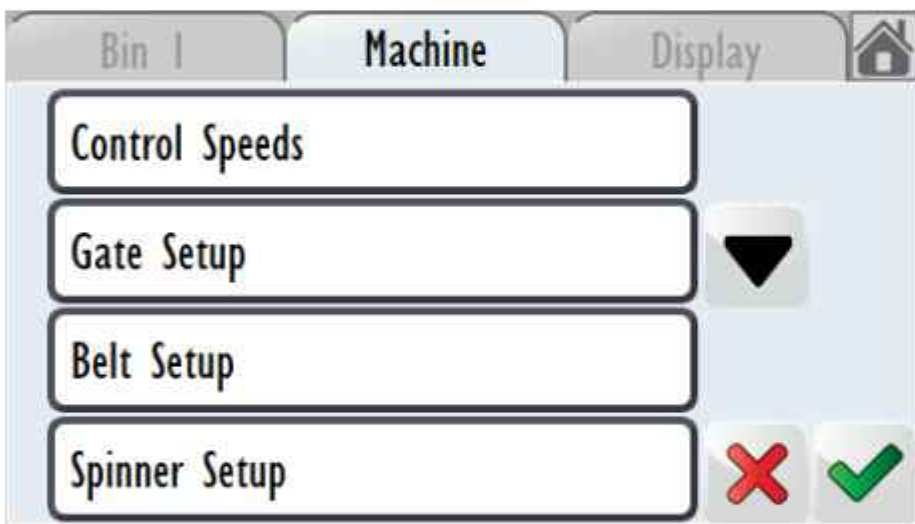 Bin 1 Machine Display
Control Speeds
Gate Setup
Belt Setup
Spinner Setup